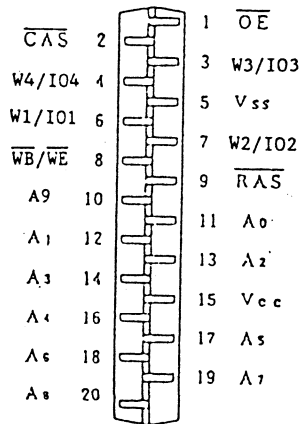 1 OE
CAS 2
3 W3/IO3
W4/IO4 4
5 Vss
W1/IO1 6
7 W2/IO2
WB/WE 8
9 RAS
A9 10
11 A0
A1 12
13 A2
A3 14
15 Vcc
A4 16
17 A5
A6 18
19 A7
A8 20